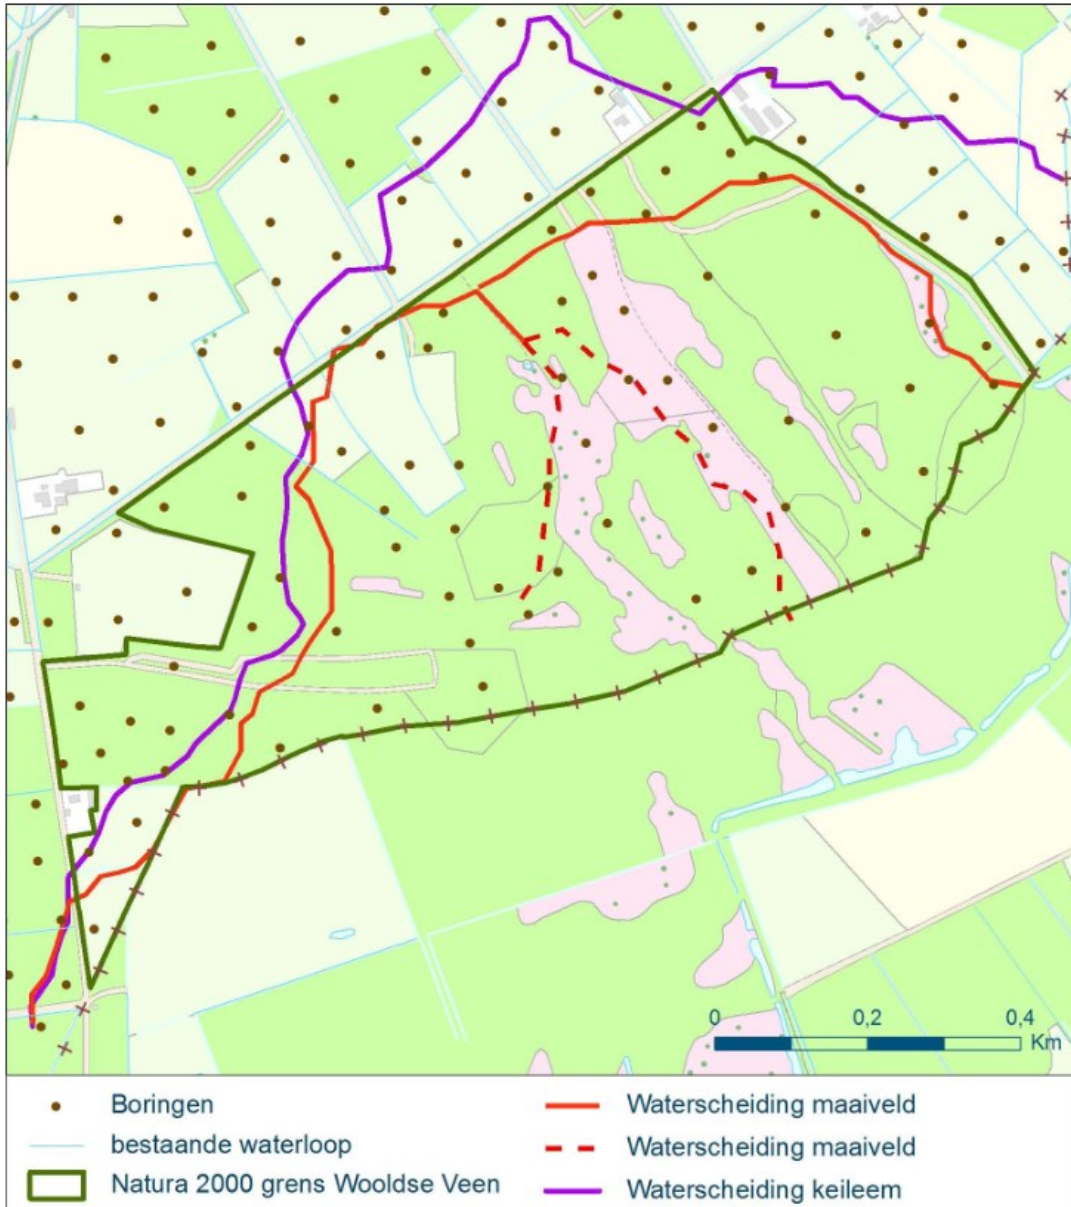 0 0,2 0,4
Km
Boringen
bestaande waterloop
Natura 2000 grens Wooldse Veen
Waterscheiding maaiveld
Waterscheiding maaiveld
Waterscheiding keileem